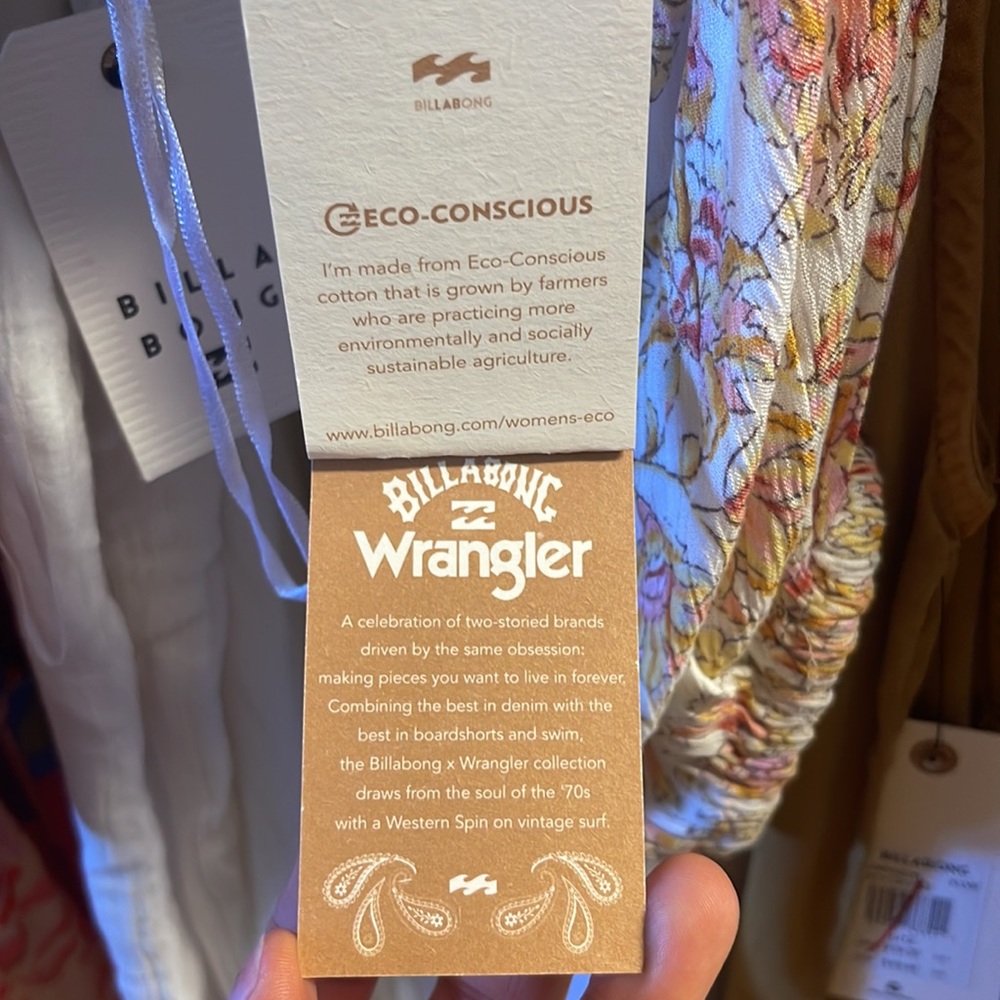 BILLABONG
ECO-CONSCIOUS
I'm made from Eco-Conscious
cotton that is grown by farmers
who are practicing more
environmentally and socially
sustainable agriculture.
www.billabong.com/womens-eco
BILLABONG
Wrangler
A celebration of two-storied brands
driven by the same obsession:
making pieces you want to live in forever.
Combining the best in denim with the
best in boardshorts and swim,
the Billabong x Wrangler collection
draws from the soul of the '70s
with a Western Spin on vintage surf.
BILLA
BONG
BILLABONG